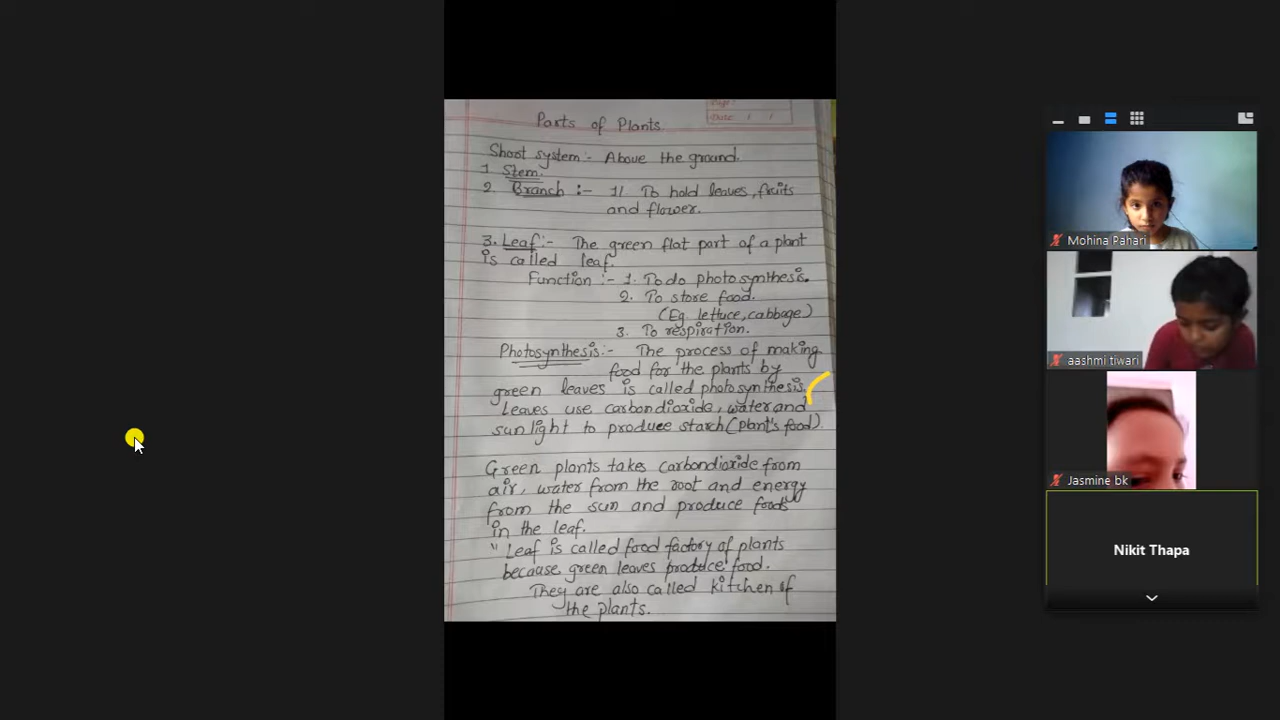 Date / /
Parts of Plants
Shoot system:- Above the ground.
1 Stem.
2. Branch :- 1/ To hold leaves, fruits
and flower.
3. Leaf:- The green flat part of a plant
is called leaf.
Function :- 1. To do photosynthesis.
2. To store food.
(Eg. lettuce, cabbage)
3. To respiration.
Photosynthesis:- The process of making
food for the plants by
green leaves is called photosynthesis.
Leaves use carbondioxide, water and
sunlight to produce starch (plant's food).
Green plants takes carbondioxide from
air, water from the root and energy
from the sun and produce foods
in the leaf.
" Leaf is called food factory of plants
because green leaves produce food.
They are also called kitchen of
the plants.
Mohina Pahari
aashmi tiwari
Jasmine bk
Nikit Thapa